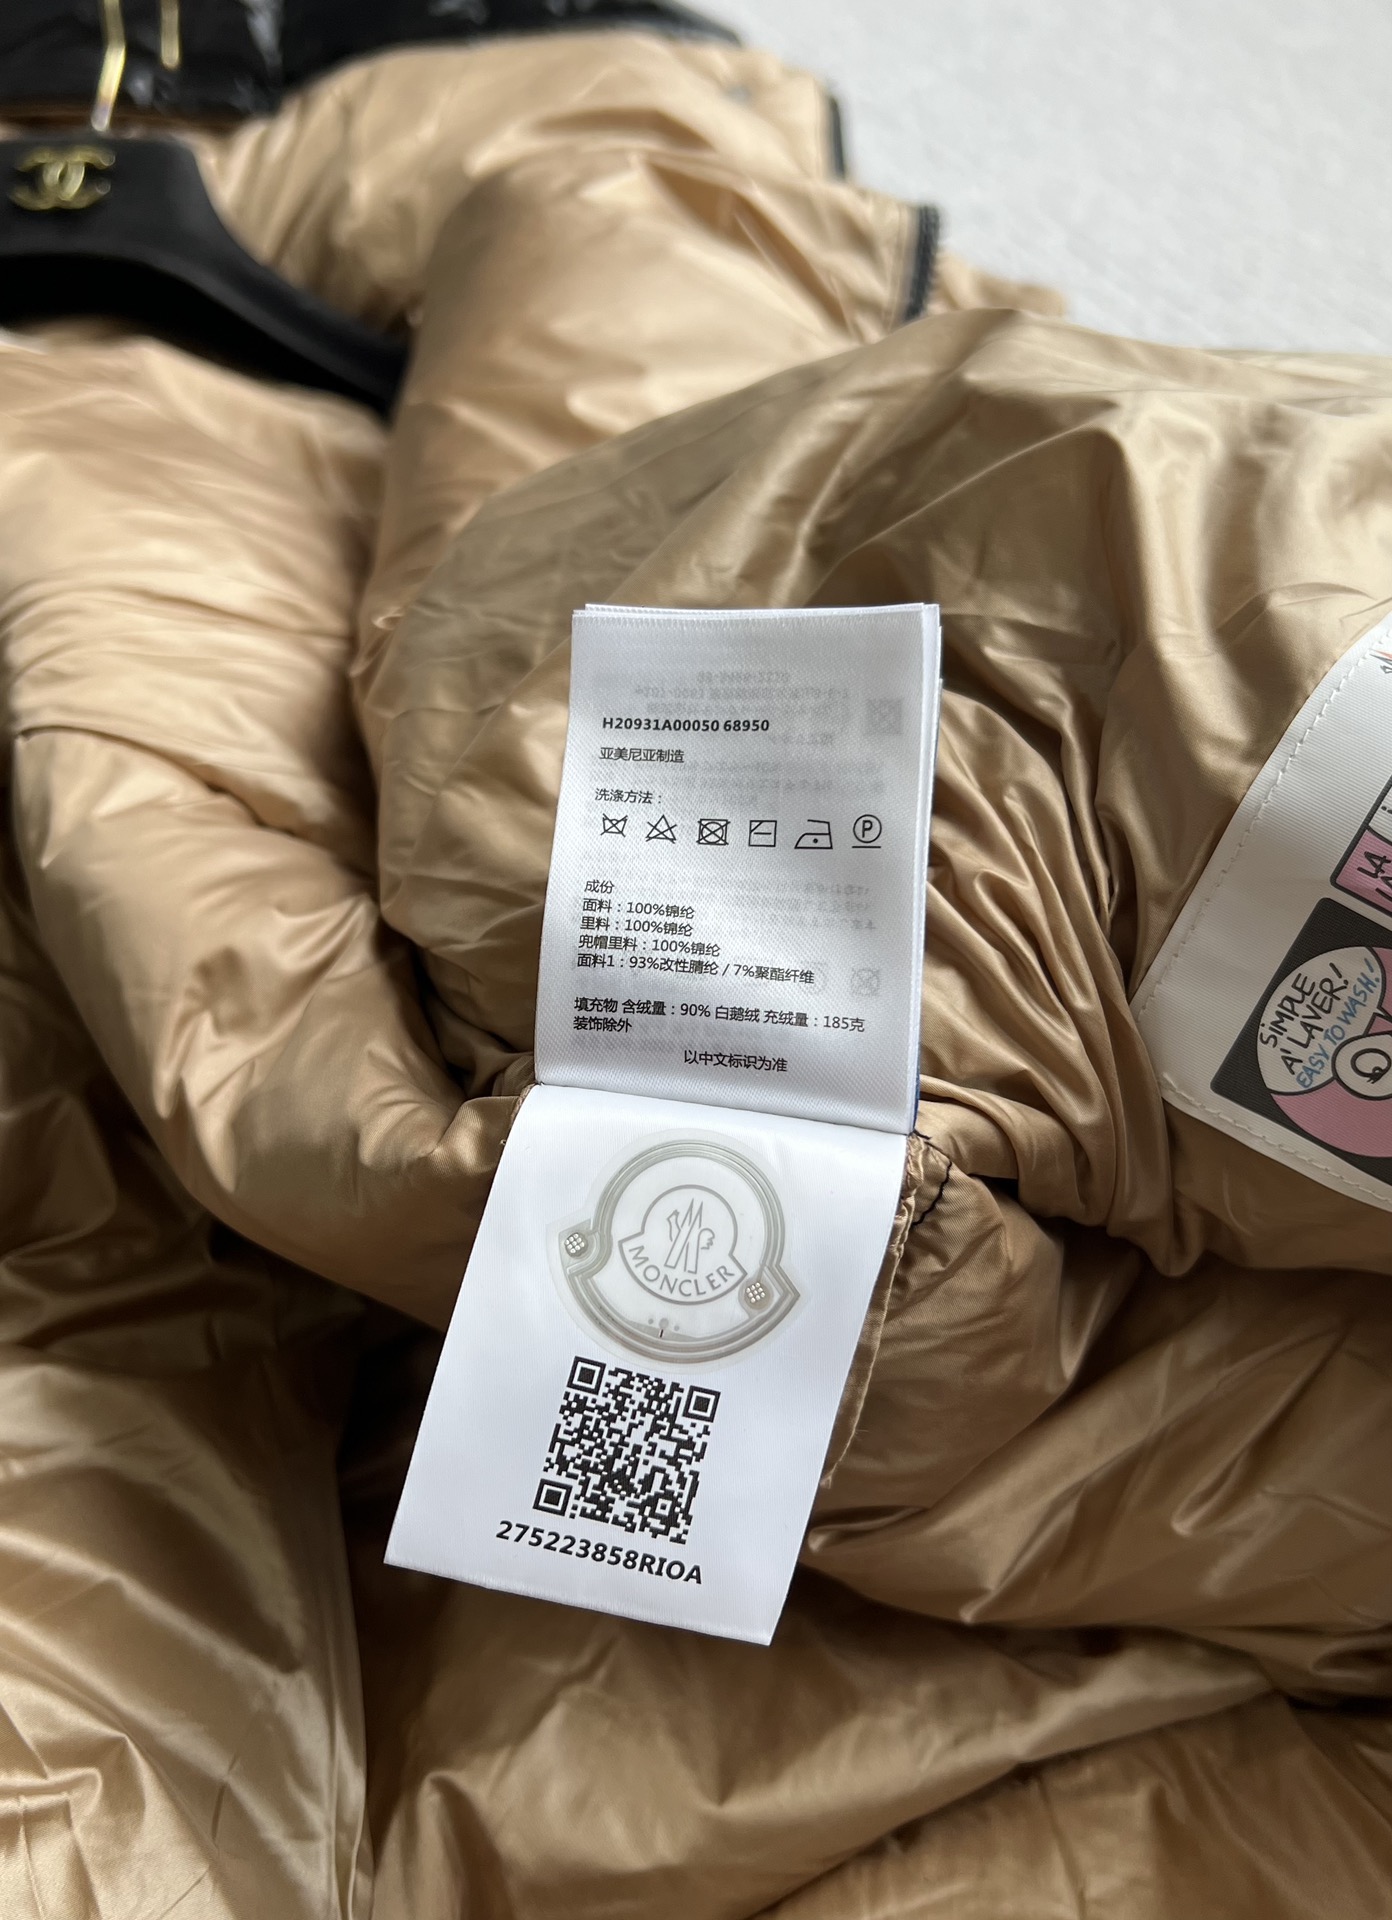 H20931A00050 68950
亚美尼亚制造
洗涤方法：
P
成份
面料：100%锦纶
里料：100%锦纶
兜帽里料：100%锦纶
面料1：93%改性腈纶 / 7%聚酯纤维
填充物 含绒量：90% 白鹅绒 充绒量：185克
装饰除外
以中文标识为准
MONCLER
275223858RIOA
LA
SIMPLE
A' LAVER!
EASY TO WASH!